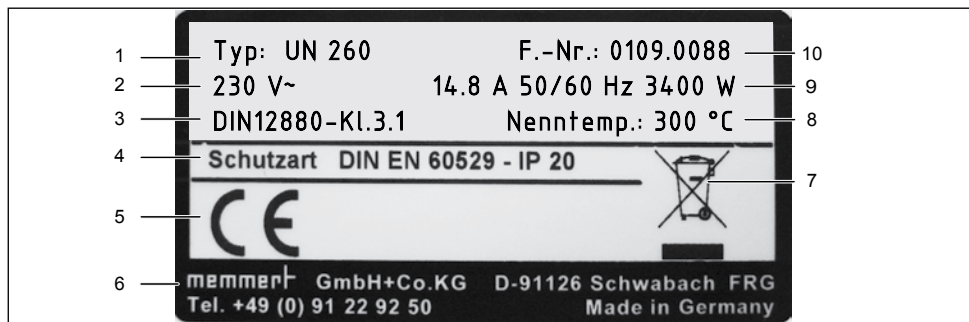 1 Typ: UN 260 F.-Nr.: 0109.0088 10
2 230 V~ 14.8 A 50/60 Hz 3400 W 9
3 DIN12880-Kl.3.1 Nenntemp.: 300 °C 8
4 Schutzart DIN EN 60529 - IP 20
7
5 CE
6 memmert GmbH+Co.KG D-91126 Schwabach FRG
Tel. +49 (0) 91 22 92 50 Made in Germany